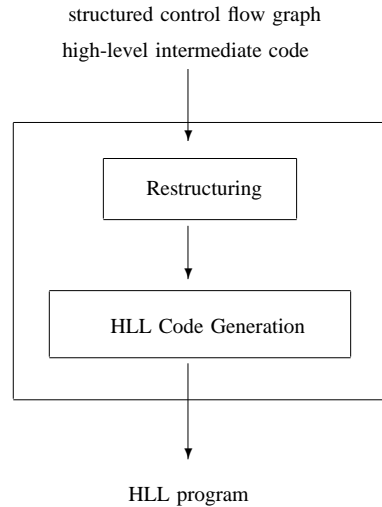 structured control flow graph
high-level intermediate code
Restructuring
HLL Code Generation
HLL program